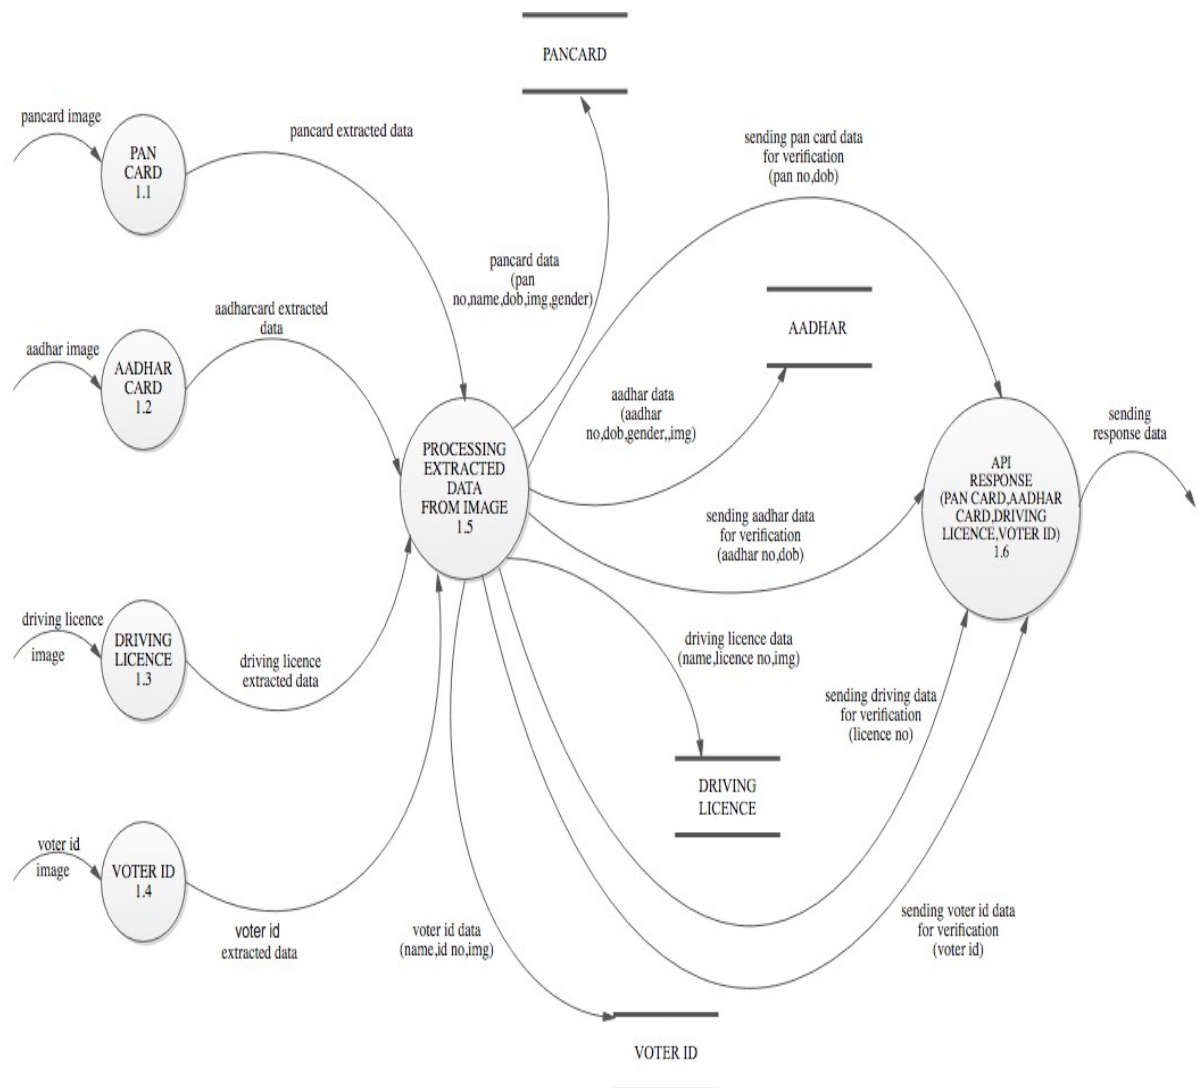 PANCARD
pancard image
PAN
CARD
1.1
pancard extracted data
sending pan card data
for verification
(pan no,dob)
pancard data
(pan
no,name,dob,img,gender)
aadharcard extracted
data
aadhar image
AADHAR
CARD
1.2
AADHAR
aadhar data
(aadhar
no,dob,gender,,img)
PROCESSING
EXTRACTED
DATA
FROM IMAGE
1.5
sending
response data
API
RESPONSE
(PAN CARD,AADHAR
CARD,DRIVING
LICENCE,VOTER ID)
1.6
sending aadhar data
for verification
(aadhar no,dob)
driving licence
image
DRIVING
LICENCE
1.3
driving licence
extracted data
driving licence data
(name,licence no,img)
sending driving data
for verification
(licence no)
DRIVING
LICENCE
voter id
image
VOTER ID
1.4
voter id
extracted data
voter id data
(name,id no,img)
sending voter id data
for verification
(voter id)
VOTER ID